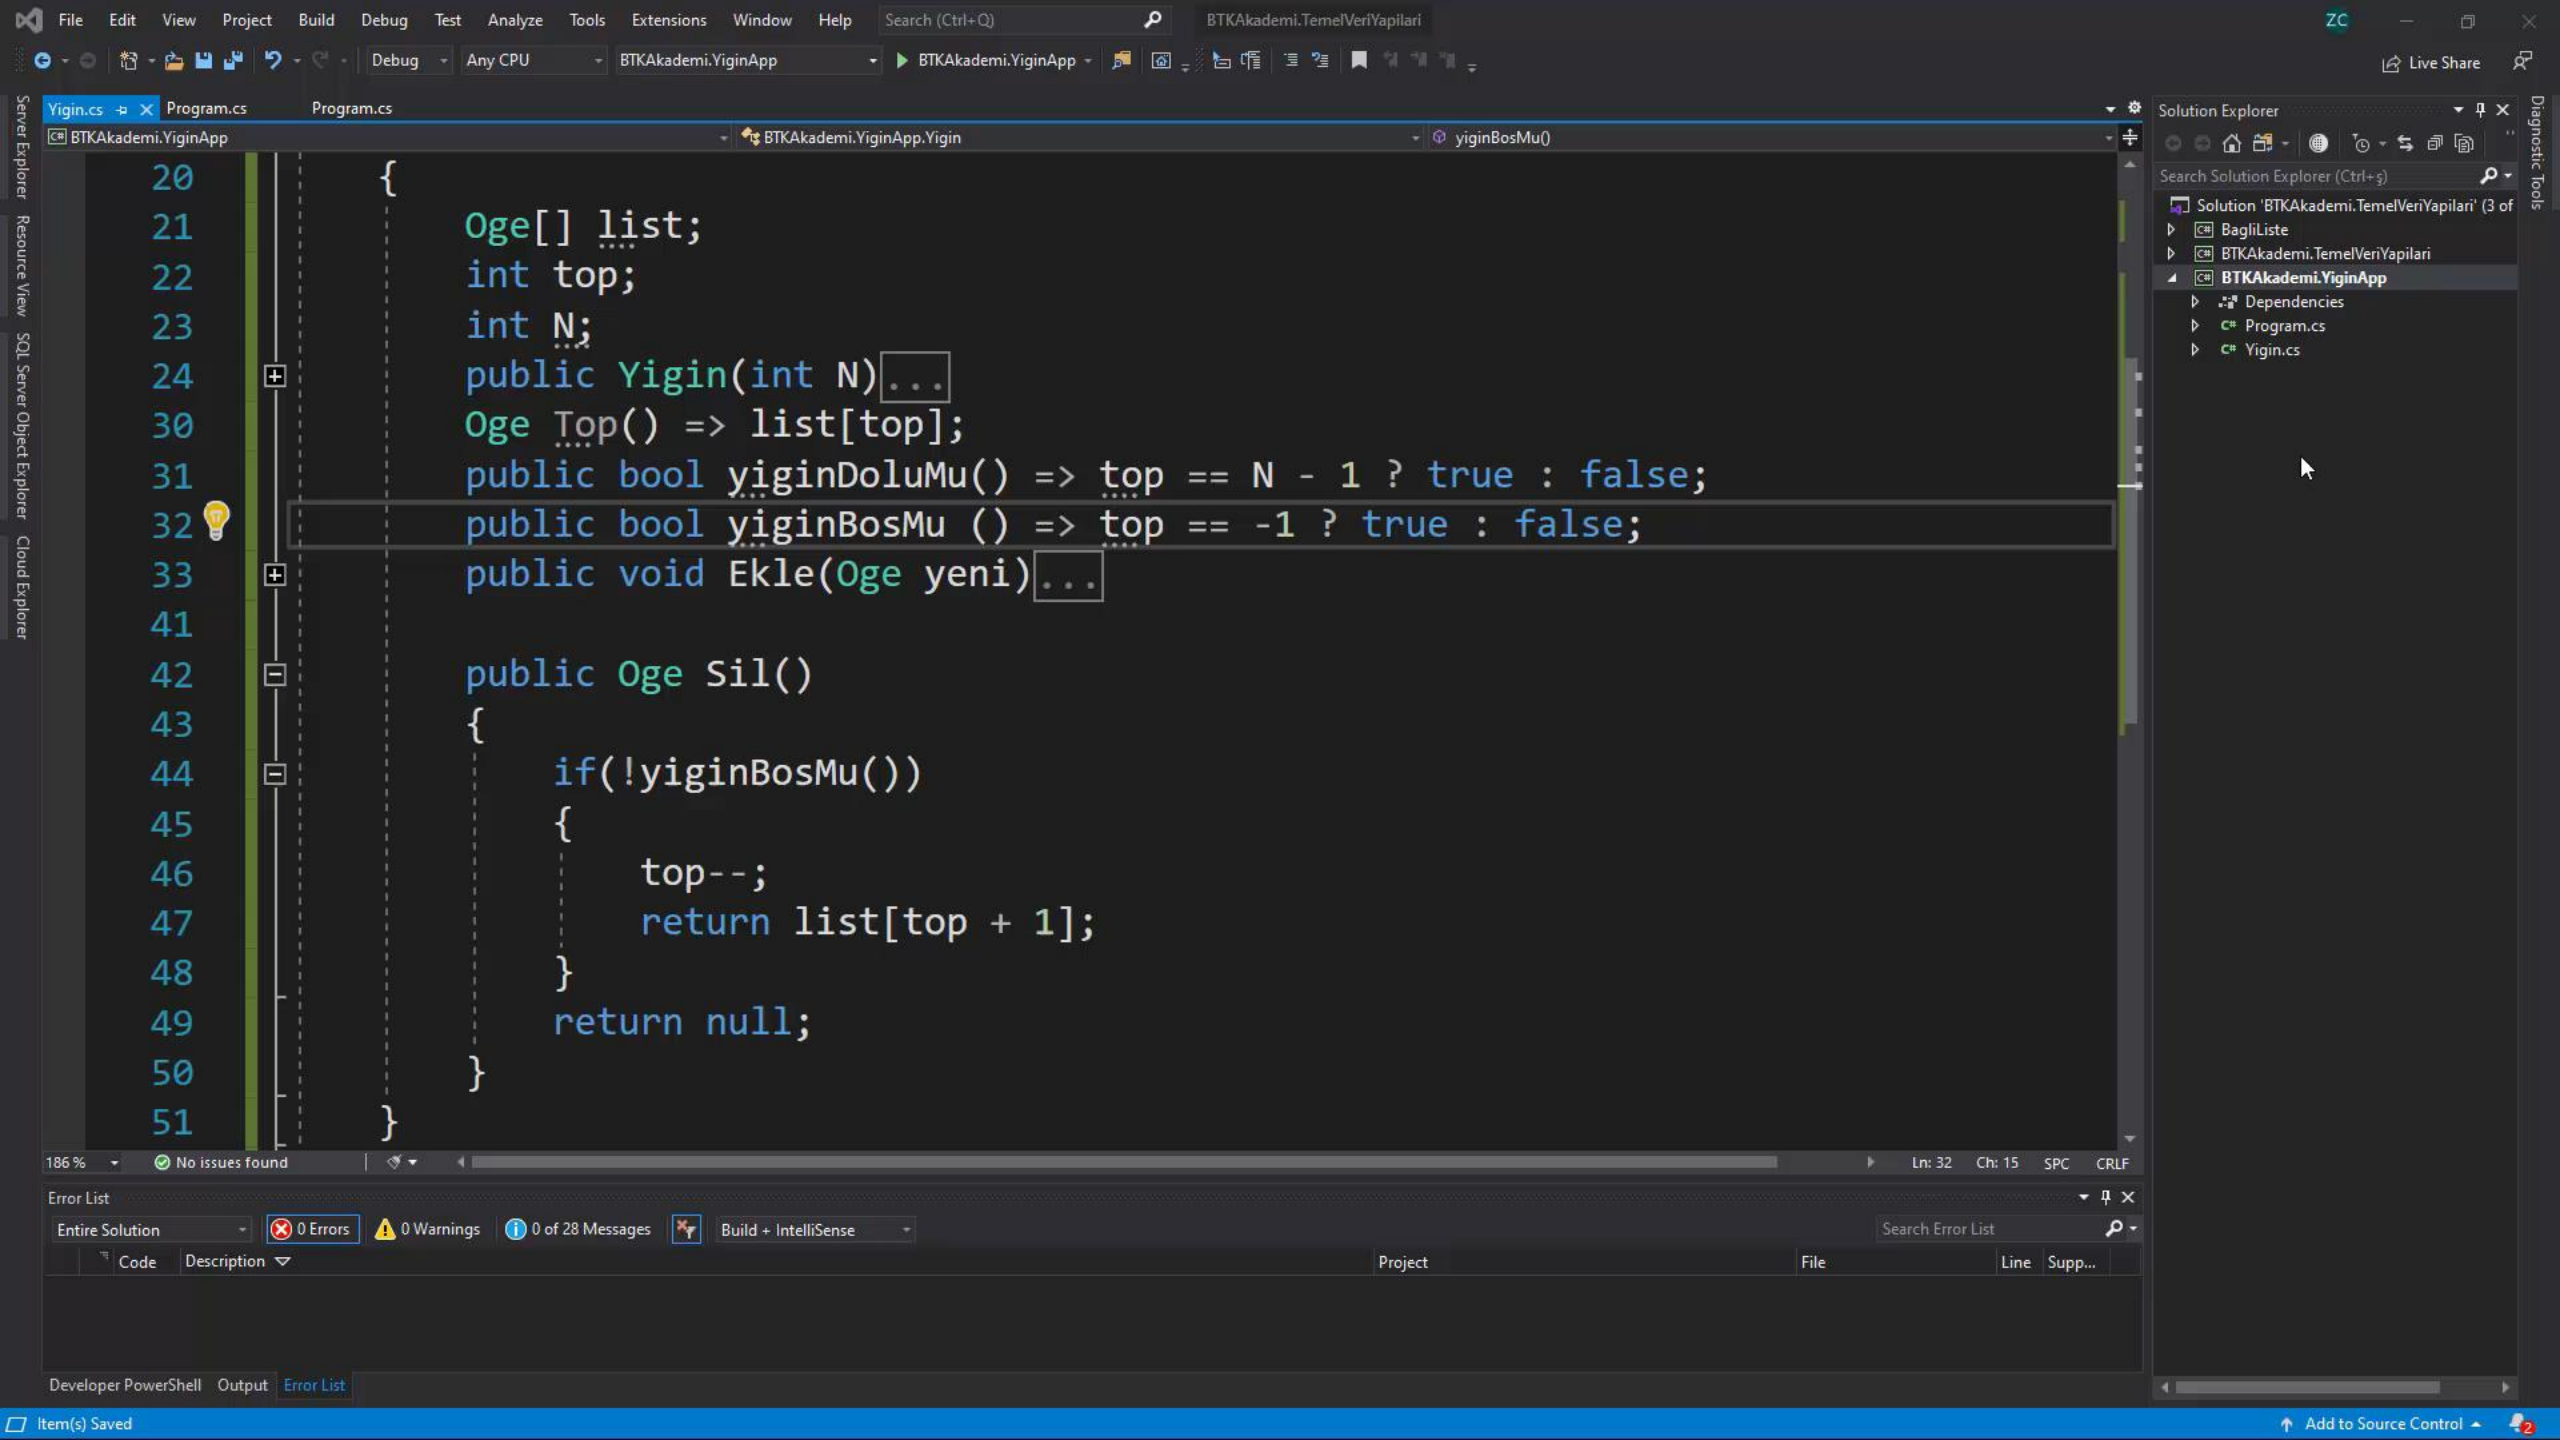 File Edit View Project Build Debug Test Analyze Tools Extensions Window Help Search (Ctrl+Q) BTKAkademi.TemelVeriYapilari ZC
Debug Any CPU BTKAkademi.YiginApp BTKAkademi.YiginApp Live Share
Yigin.cs Program.cs Program.cs
BTKAkademi.YiginApp BTKAkademi.YiginApp.Yigin yiginBosMu()
20 {
21 Oge[] list;
22 int top;
23 int N;
24 public Yigin(int N)...
30 Oge Top() => list[top];
31 public bool yiginDoluMu() => top == N - 1 ? true : false;
32 public bool yiginBosMu () => top == -1 ? true : false;
33 public void Ekle(Oge yeni)...
41
42 public Oge Sil()
43 {
44 if(!yiginBosMu())
45 {
46 top--;
47 return list[top + 1];
48 }
49 return null;
50 }
51 }
186 % No issues found Ln: 32 Ch: 15 SPC CRLF
Error List
Entire Solution 0 Errors 0 Warnings 0 of 28 Messages Build + IntelliSense Search Error List
Code Description Project File Line Supp...
Developer PowerShell Output Error List
Item(s) Saved Add to Source Control 2
Server Explorer
Resource View
SQL Server Object Explorer
Cloud Explorer
Solution Explorer
Search Solution Explorer (Ctrl+ş)
Solution 'BTKAkademi.TemelVeriYapilari' (3 of
C# BagliListe
C# BTKAkademi.TemelVeriYapilari
C# BTKAkademi.YiginApp
Dependencies
C# Program.cs
C# Yigin.cs
Diagnostic Tools